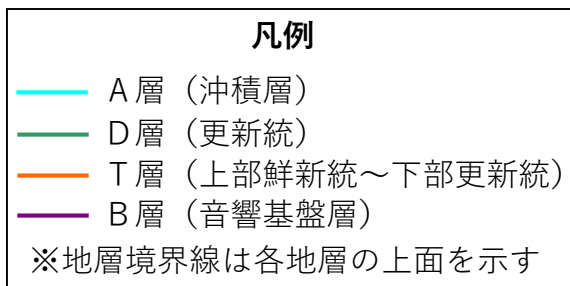 凡例
A層（沖積層）
D層（更新統）
T層（上部鮮新統～下部更新統）
B層（音響基盤層）
※地層境界線は各地層の上面を示す